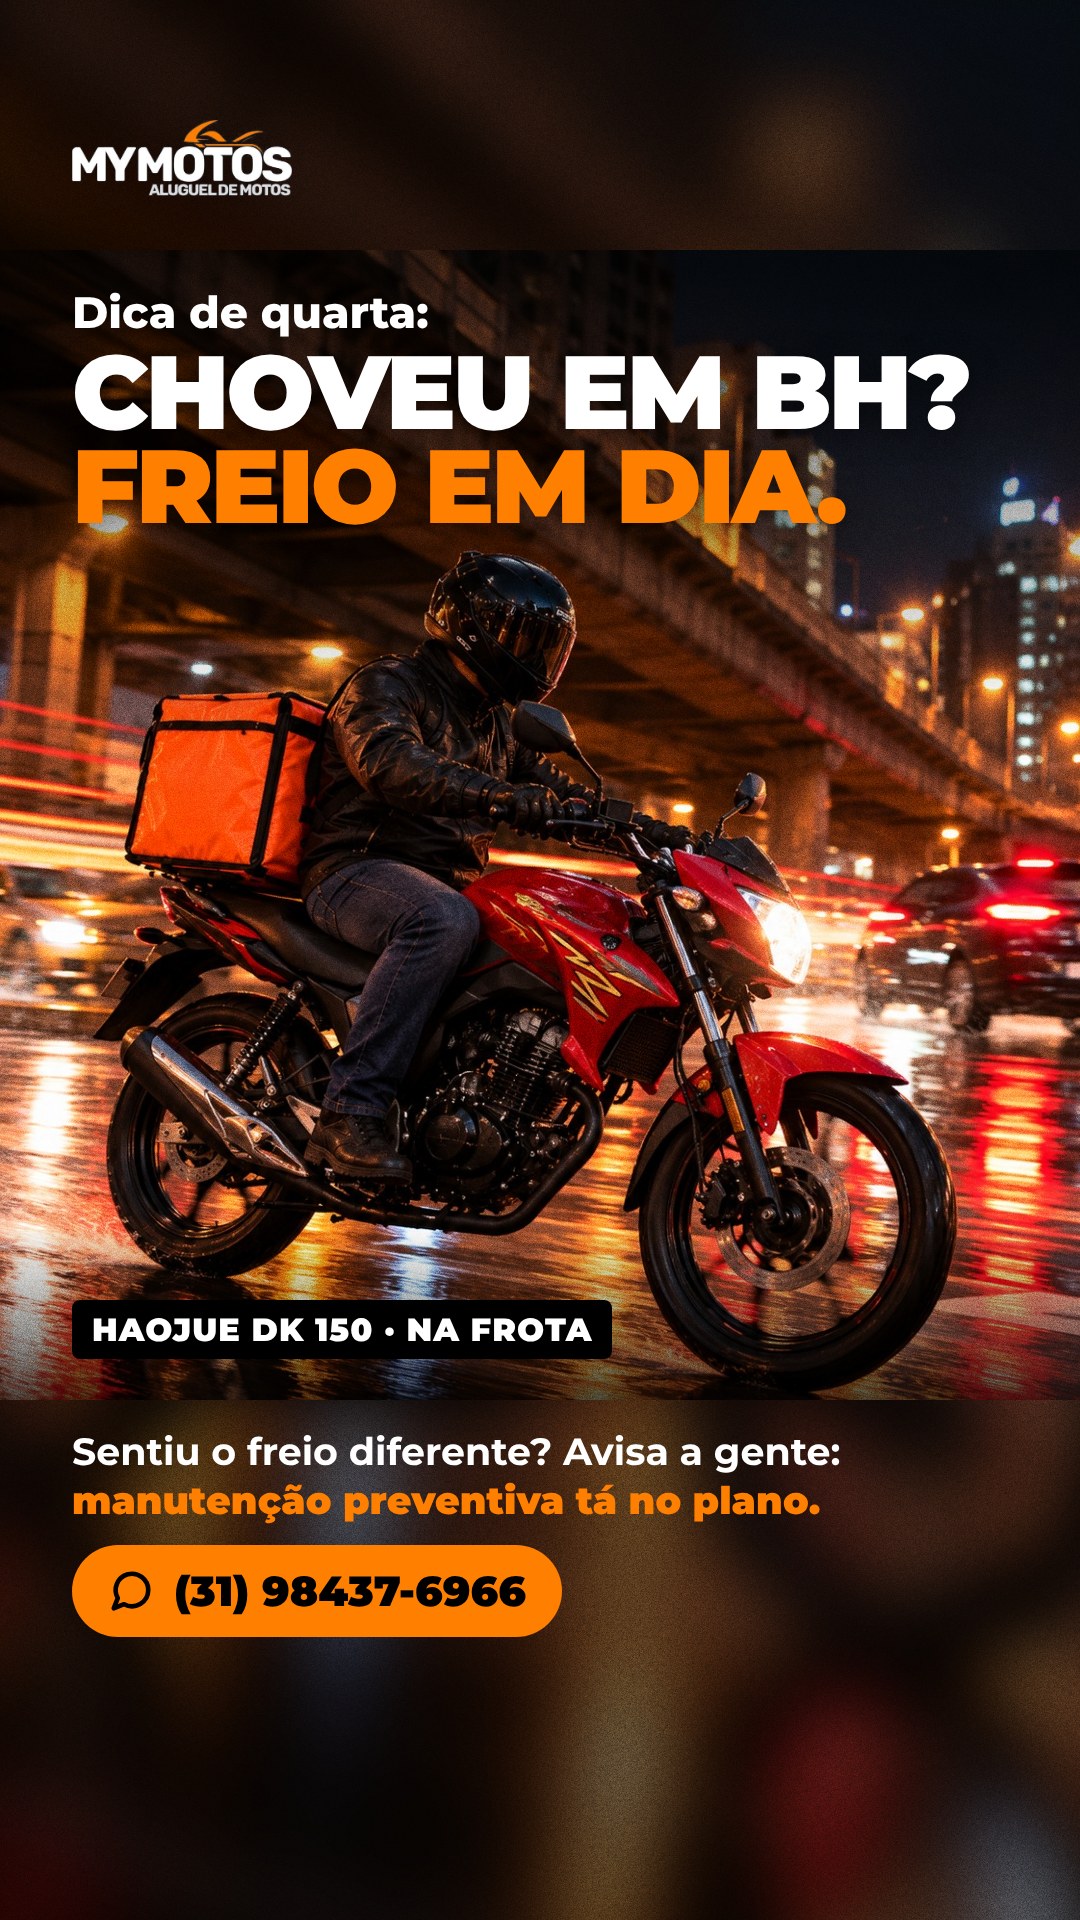 MYMOTOS
ALUGUEL DE MOTOS
Dica de quarta:
CHOVEU EM BH?
FREIO EM DIA.
HAOJUE DK 150 • NA FROTA
Sentiu o freio diferente? Avisa a gente:
manutenção preventiva tá no plano.
(31) 98437-6966